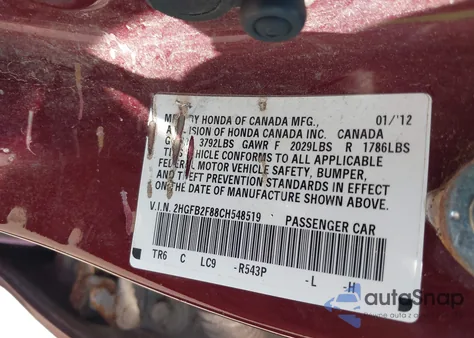 MFD BY HONDA OF CANADA MFG., 01/'12
A DIVISION OF HONDA CANADA INC. CANADA
3792LBS GAWR F 2029LBS R 1786LBS
THIS VEHICLE CONFORMS TO ALL APPLICABLE
FEDERAL MOTOR VEHICLE SAFETY, BUMPER,
AND THEFT PREVENTION STANDARDS IN EFFECT
ON THE DATE OF MANUFACTURE SHOWN ABOVE.
V.I.N. 2HGFB2F88CH548519 PASSENGER CAR
TR6 C LC9 -R543P -L -H
autoSnap